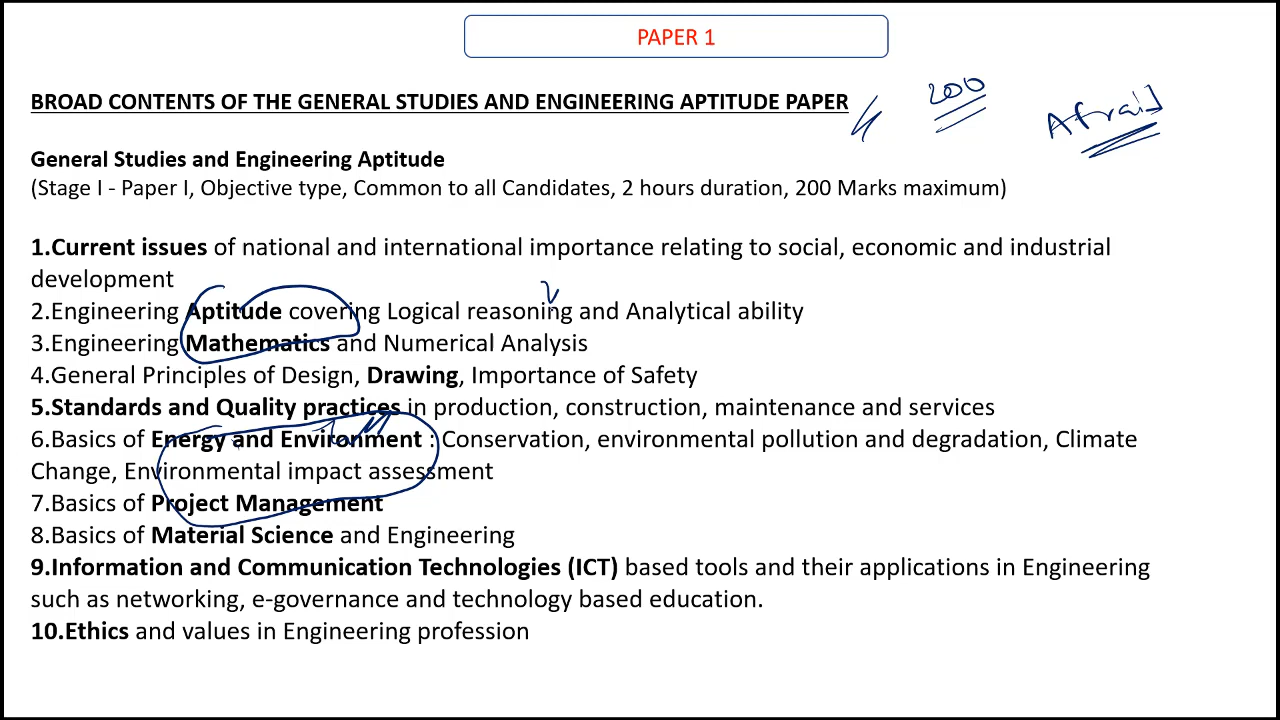 PAPER 1
BROAD CONTENTS OF THE GENERAL STUDIES AND ENGINEERING APTITUDE PAPER
200
Afraid
General Studies and Engineering Aptitude
(Stage I - Paper I, Objective type, Common to all Candidates, 2 hours duration, 200 Marks maximum)
1.Current issues of national and international importance relating to social, economic and industrial
development
2.Engineering Aptitude covering Logical reasoning and Analytical ability
3.Engineering Mathematics and Numerical Analysis
4.General Principles of Design, Drawing, Importance of Safety
5.Standards and Quality practices in production, construction, maintenance and services
6.Basics of Energy and Environment : Conservation, environmental pollution and degradation, Climate
Change, Environmental impact assessment
7.Basics of Project Management
8.Basics of Material Science and Engineering
9.Information and Communication Technologies (ICT) based tools and their applications in Engineering
such as networking, e-governance and technology based education.
10.Ethics and values in Engineering profession